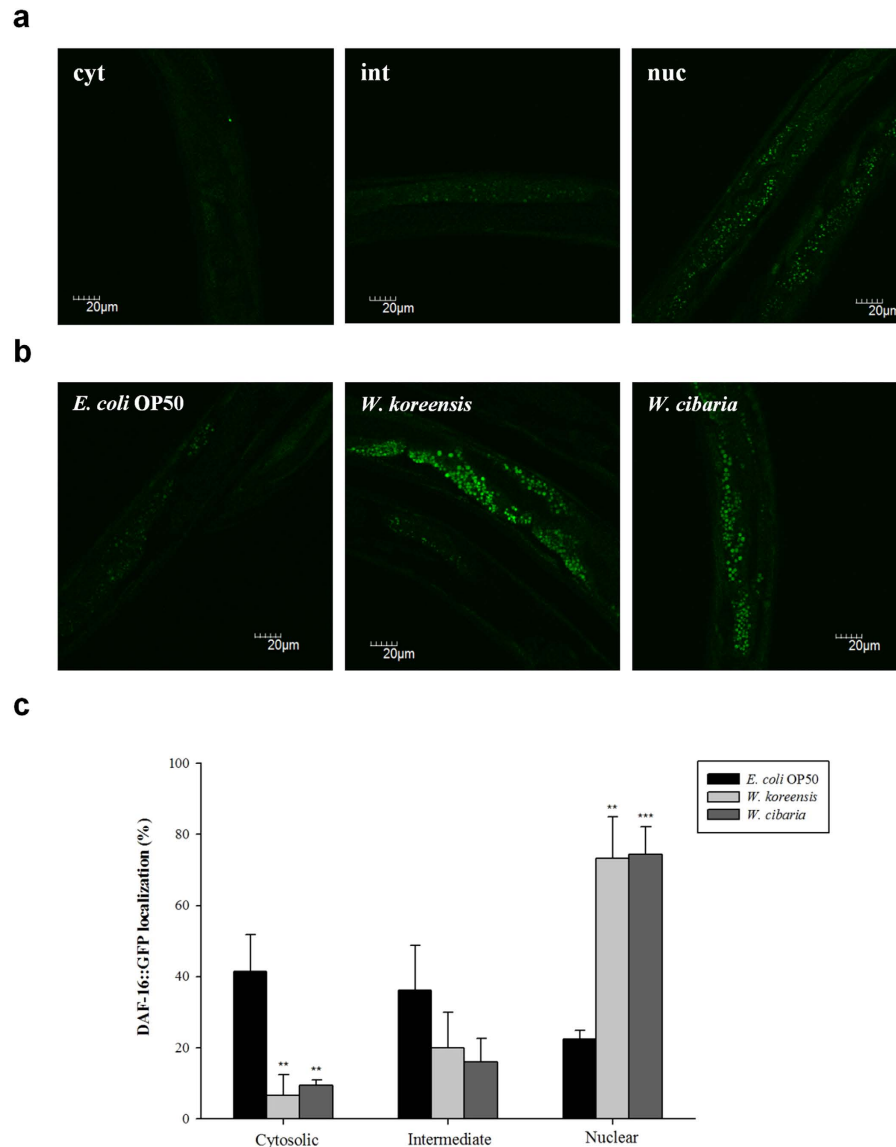 a
cyt
int
nuc
20μm
20μm
20μm
b
E. coli OP50
W. koreensis
W. cibaria
20μm
20μm
20μm
c
DAF-16::GFP localization (%)
100
80
60
40
20
0
**
**
**
***
Cytosolic
Intermediate
Nuclear
E. coli OP50
W. koreensis
W. cibaria